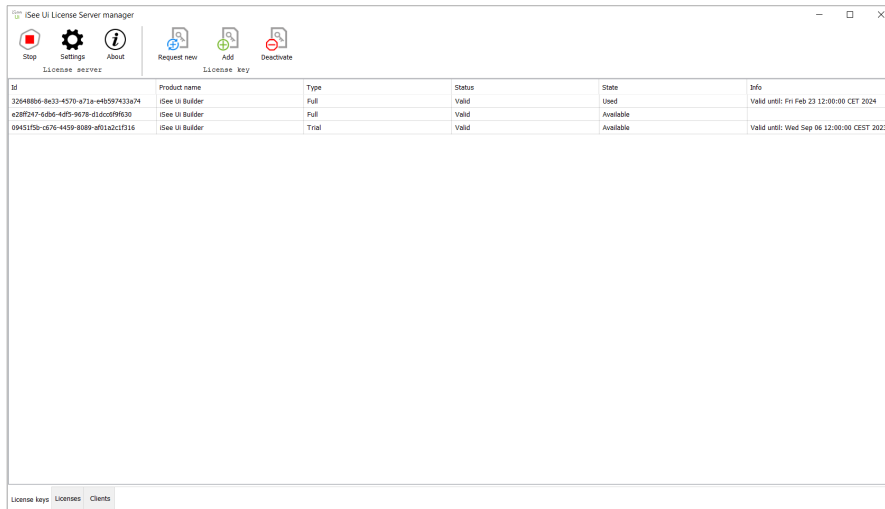 iSee Ui iSee Ui License Server manager
Stop Settings About Request new Add Deactivate
License server License key
Id Product name Type Status State Info
326488b6-8e33-4570-a71a-e4b597433a74 iSee Ui Builder Full Valid Used Valid until: Fri Feb 23 12:00:00 CET 2024
e28ff247-6db6-4df5-9678-d1dcc6f9f630 iSee Ui Builder Full Valid Available
09451f5b-c676-4459-8089-af01a2c1f316 iSee Ui Builder Trial Valid Available Valid until: Wed Sep 06 12:00:00 CEST 2023
License keys Licenses Clients